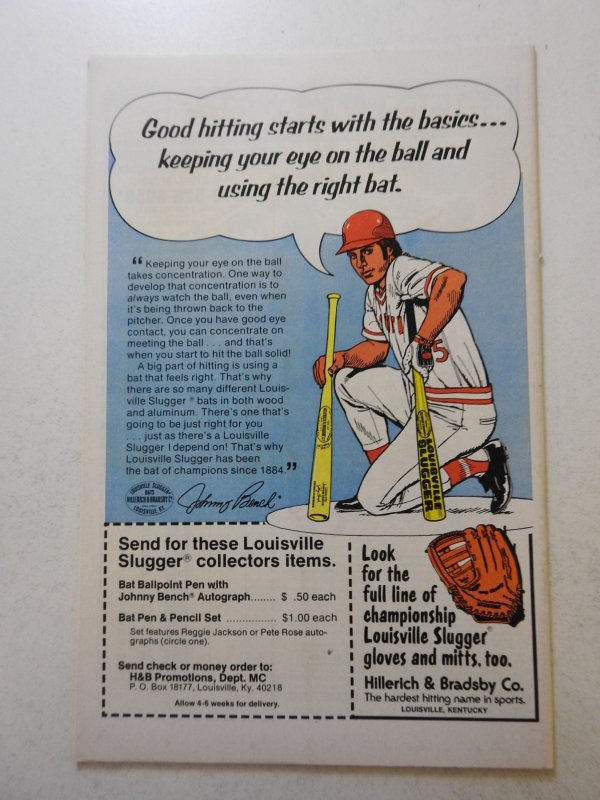 Good hitting starts with the basics...
keeping your eye on the ball and
using the right bat.
“ Keeping your eye on the ball
takes concentration. One way to
develop that concentration is to
always watch the ball, even when
it's being thrown back to the
pitcher. Once you have good eye
contact, you can concentrate on
meeting the ball . . . and that's
when you start to hit the ball solid!
A big part of hitting is using a
bat that feels right. That's why
there are so many different Louis-
ville Slugger ® bats in both wood
and aluminum. There's one that's
going to be just right for you
. . . just as there's a Louisville
Slugger I depend on! That's why
Louisville Slugger has been
the bat of champions since 1884.”
LOUISVILLE SLUGGER
BATS
HILLERICH & BRADSBY Co
LOUISVILLE, KY.
Johnny Bench
5
LOUISVILLE
SLUGGER
Send for these Louisville
Slugger® collectors items.
Bat Ballpoint Pen with
Johnny Bench® Autograph........ $ .50 each
Bat Pen & Pencil Set ................ $1.00 each
Set features Reggie Jackson or Pete Rose auto-
graphs (circle one).
Send check or money order to:
H&B Promotions, Dept. MC
P. O. Box 18177, Louisville, Ky. 40218
Allow 4-6 weeks for delivery.
Look
for the
full line of
championship
Louisville Slugger®
gloves and mitts, too.
Hillerich & Bradsby Co.
The hardest hitting name in sports.
LOUISVILLE, KENTUCKY